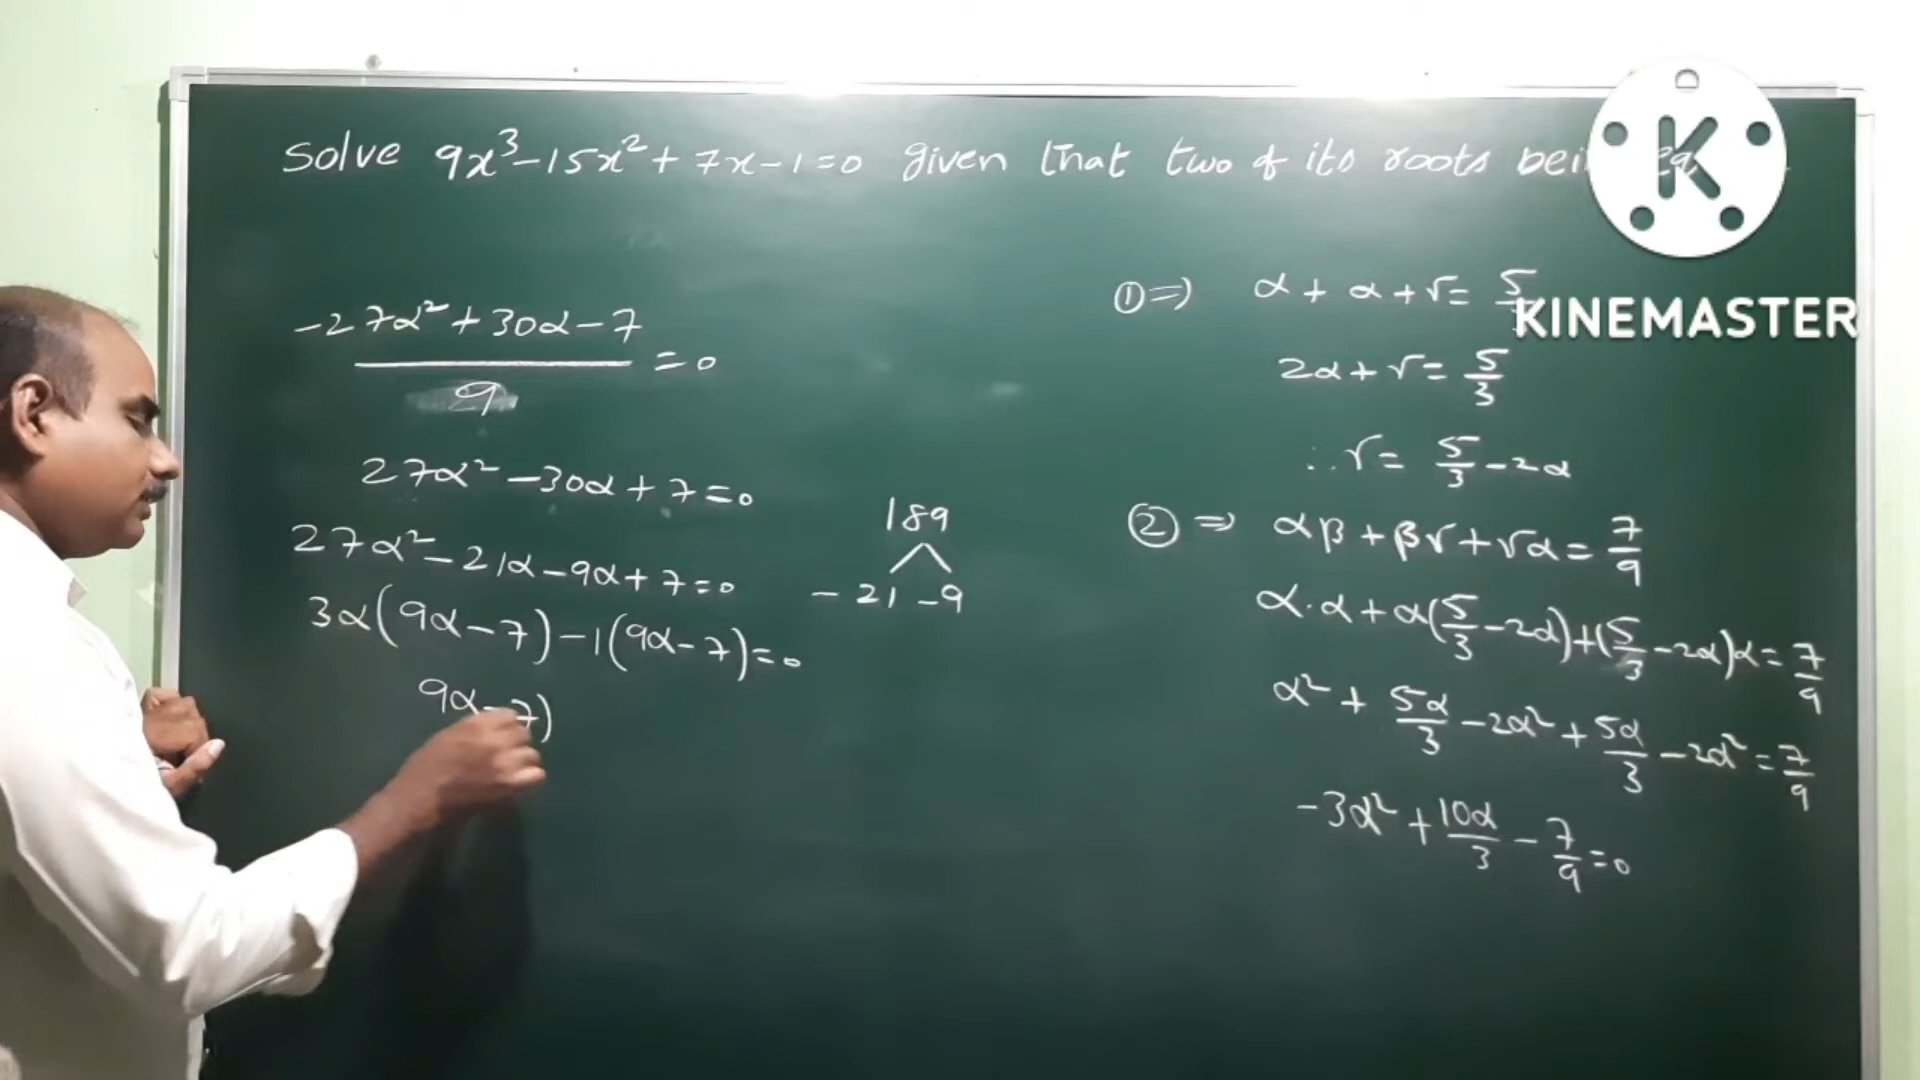 Solve 9x³-15x²+7x-1=0 given that two of its roots
K
KINEMASTER
-27α²+30α-7
―――― =0
9
27α²-30α+7=0
27α²-21α-9α+7=0
3α(9α-7)-1(9α-7)=0
9α-7)
189
-21 -9
①⇒) α+α+γ= 5
2α+γ= 5/3
∴γ= 5/3-2α
② ⇒ αβ+βγ+γα= 7/9
α·α+α(5/3-2α)+(5/3-2α)α= 7/9
α²+ 5α/3-2α²+5α/3-2α²= 7/9
-3α²+10α/3-7/9=0